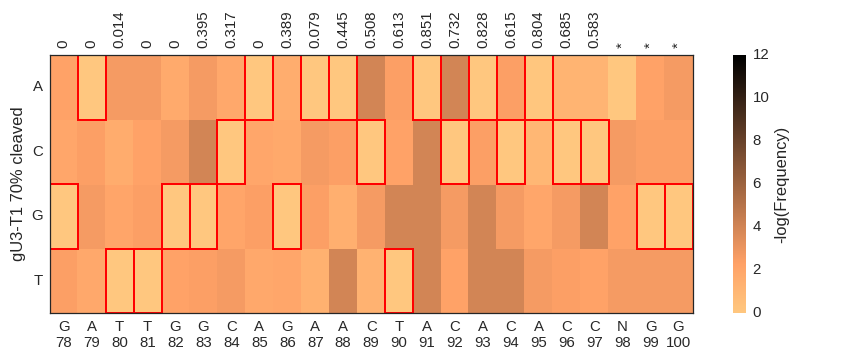 0 0 0.014 0 0 0.395 0.317 0 0.389 0.079 0.445 0.508 0.613 0.851 0.732 0.828 0.615 0.804 0.685 0.583 * * *
A
C
G
T
gU3-T1 70% cleaved
G A T T G G C A G A A C T A C A C A C C N G G
78 79 80 81 82 83 84 85 86 87 88 89 90 91 92 93 94 95 96 97 98 99 100
12
10
8
6
4
2
0
-log(Frequency)